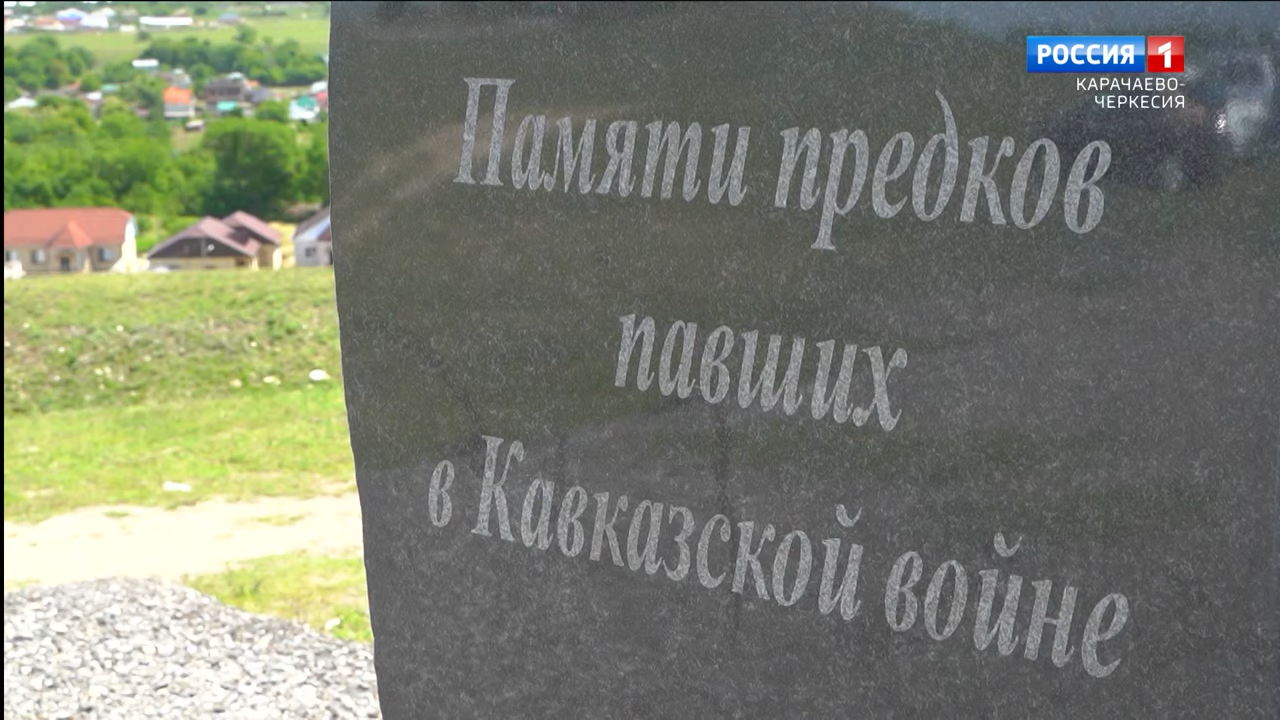 РОССИЯ 1
КАРАЧАЕВО-
ЧЕРКЕСИЯ
Памяти предков
павших
в Кавказской войне